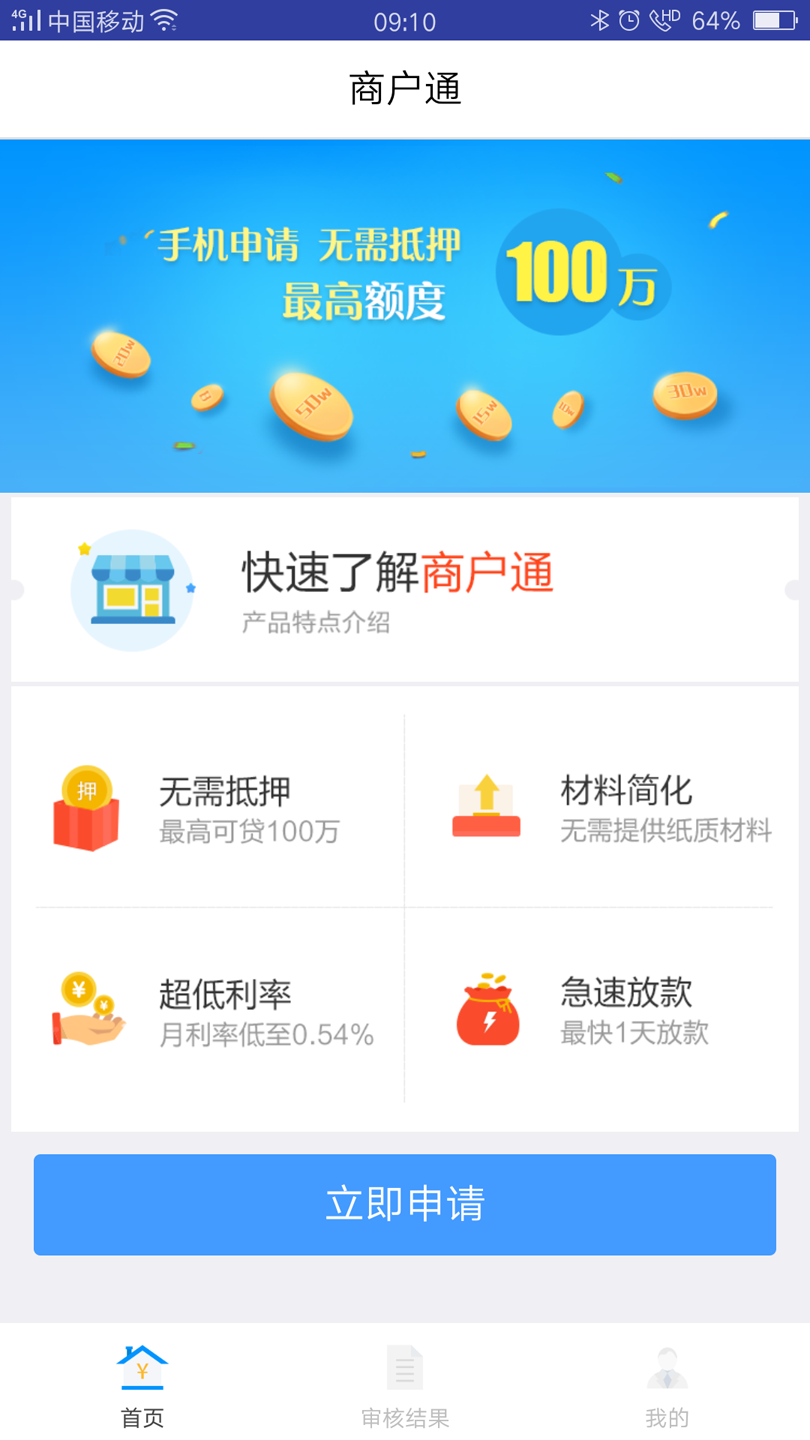 4G 中国移动 09:10 HD 64%
商户通
手机申请 无需抵押
最高额度
100万
20w
50w
15w
30w
快速了解商户通
产品特点介绍
押
无需抵押
最高可贷100万
材料简化
无需提供纸质材料
¥ ¥
超低利率
月利率低至0.54%
急速放款
最快1天放款
立即申请
¥
首页
审核结果
我的